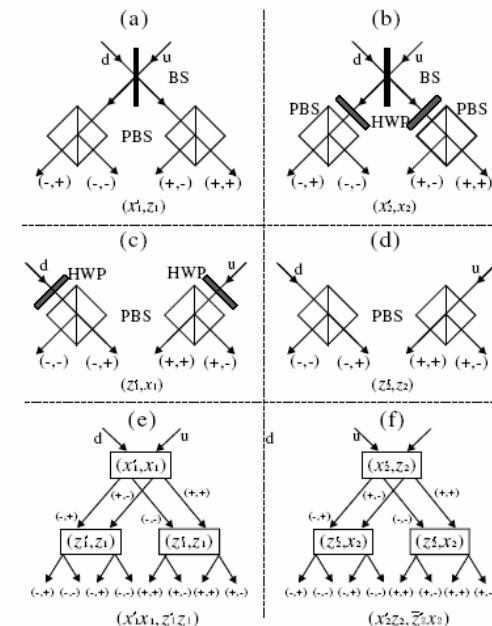 (a)
(b)
d u
BS
PBS
(-,+) (-,-) (+,-) (+,+)
(x′1,z1)
d u
BS
PBS HWP PBS
(-,+) (-,-) (+,-) (+,+)
(x′2,x2)
(c)
(d)
d HWP HWP u
PBS
(-,-) (-,+) (+,+) (+,-)
(z′1,x1)
d u
PBS
(-,-) (-,+) (+,+) (+,-)
(z′2,z2)
(e)
(f)
d u
(x′1,x1)
(+,-) (+,+)
(-,+) (-,-)
(z′1,z1) (z′1,z1)
(-,+) (-,-) (+,-) (+,+) (-,+) (-,-) (+,-) (+,+)
(x′1x1,z′1z1)
d u
(x′2,z2)
(+,-) (+,+)
(-,+) (-,-)
(z′2,x2) (z′2,x2)
(x′2z2,z′2x2)